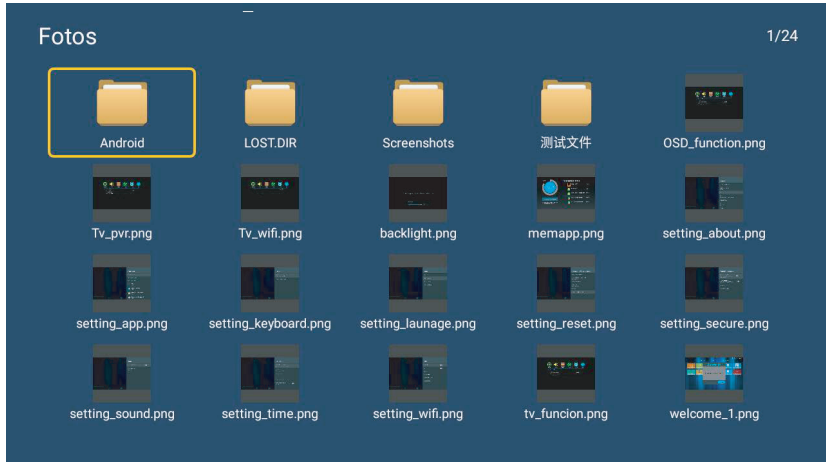 Fotos
1/24
Android
LOST.DIR
Screenshots
测试文件
OSD_function.png
Tv_pvr.png
Tv_wifi.png
backlight.png
memapp.png
setting_about.png
setting_app.png
setting_keyboard.png
setting_launage.png
setting_reset.png
setting_secure.png
setting_sound.png
setting_time.png
setting_wifi.png
tv_funcion.png
welcome_1.png